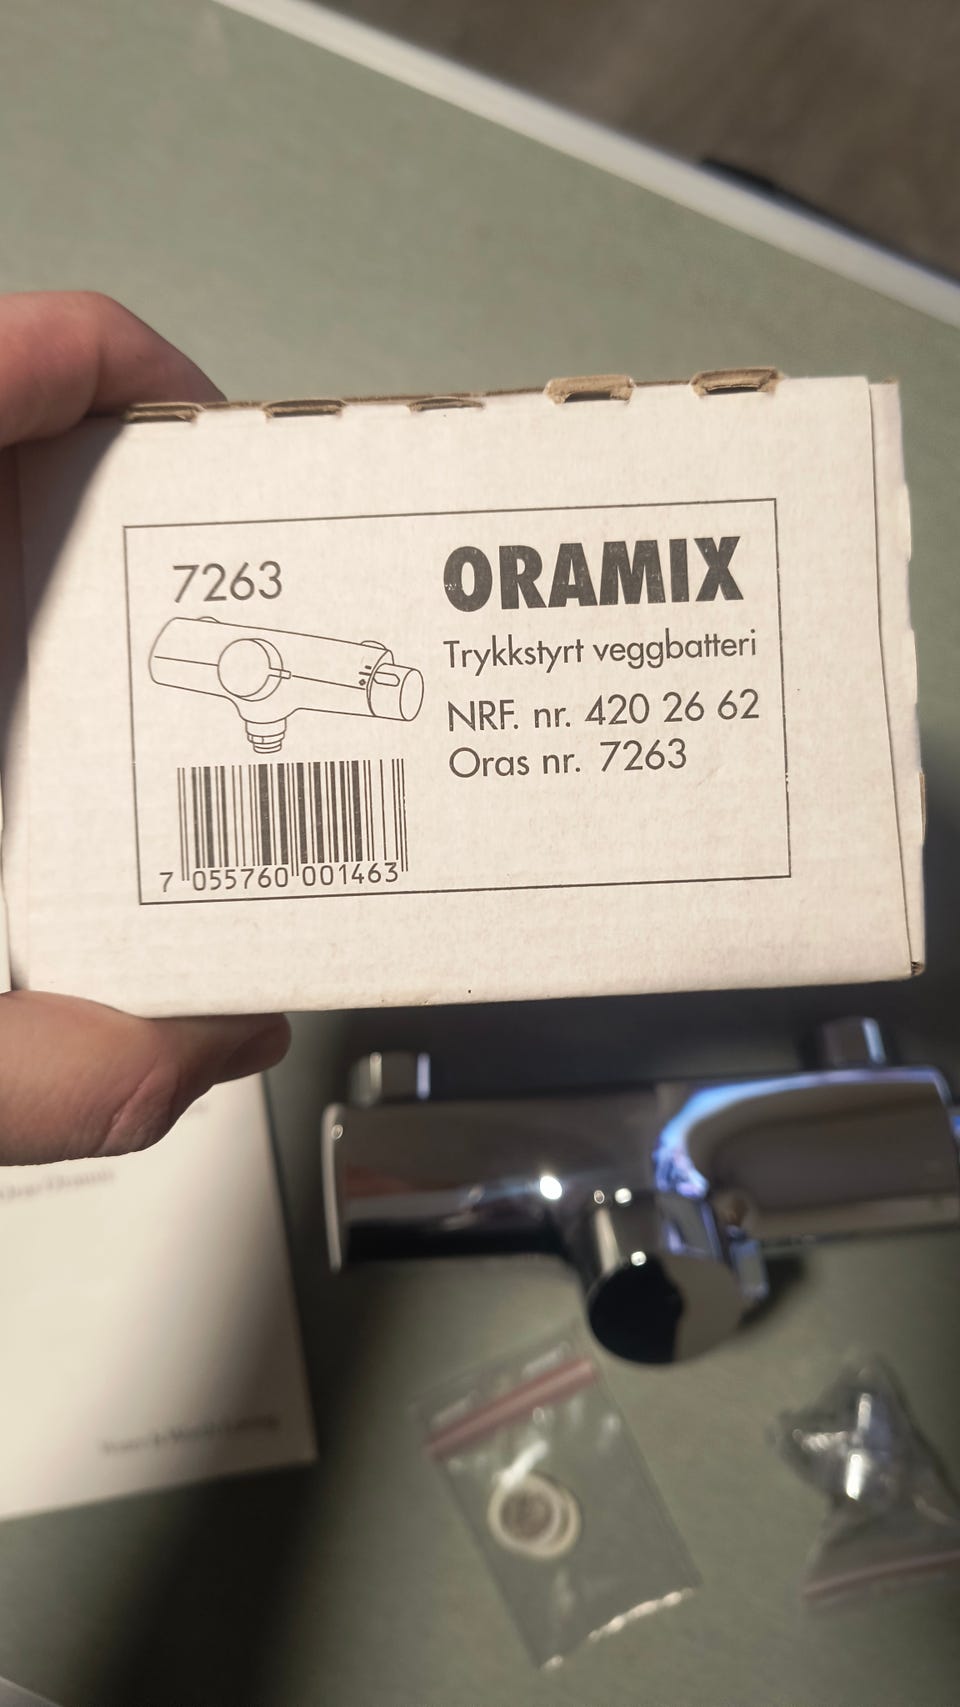 7263
ORAMIX
Trykkstyrt veggbatteri
NRF. nr. 420 26 62
Oras nr. 7263
7 055760 001463